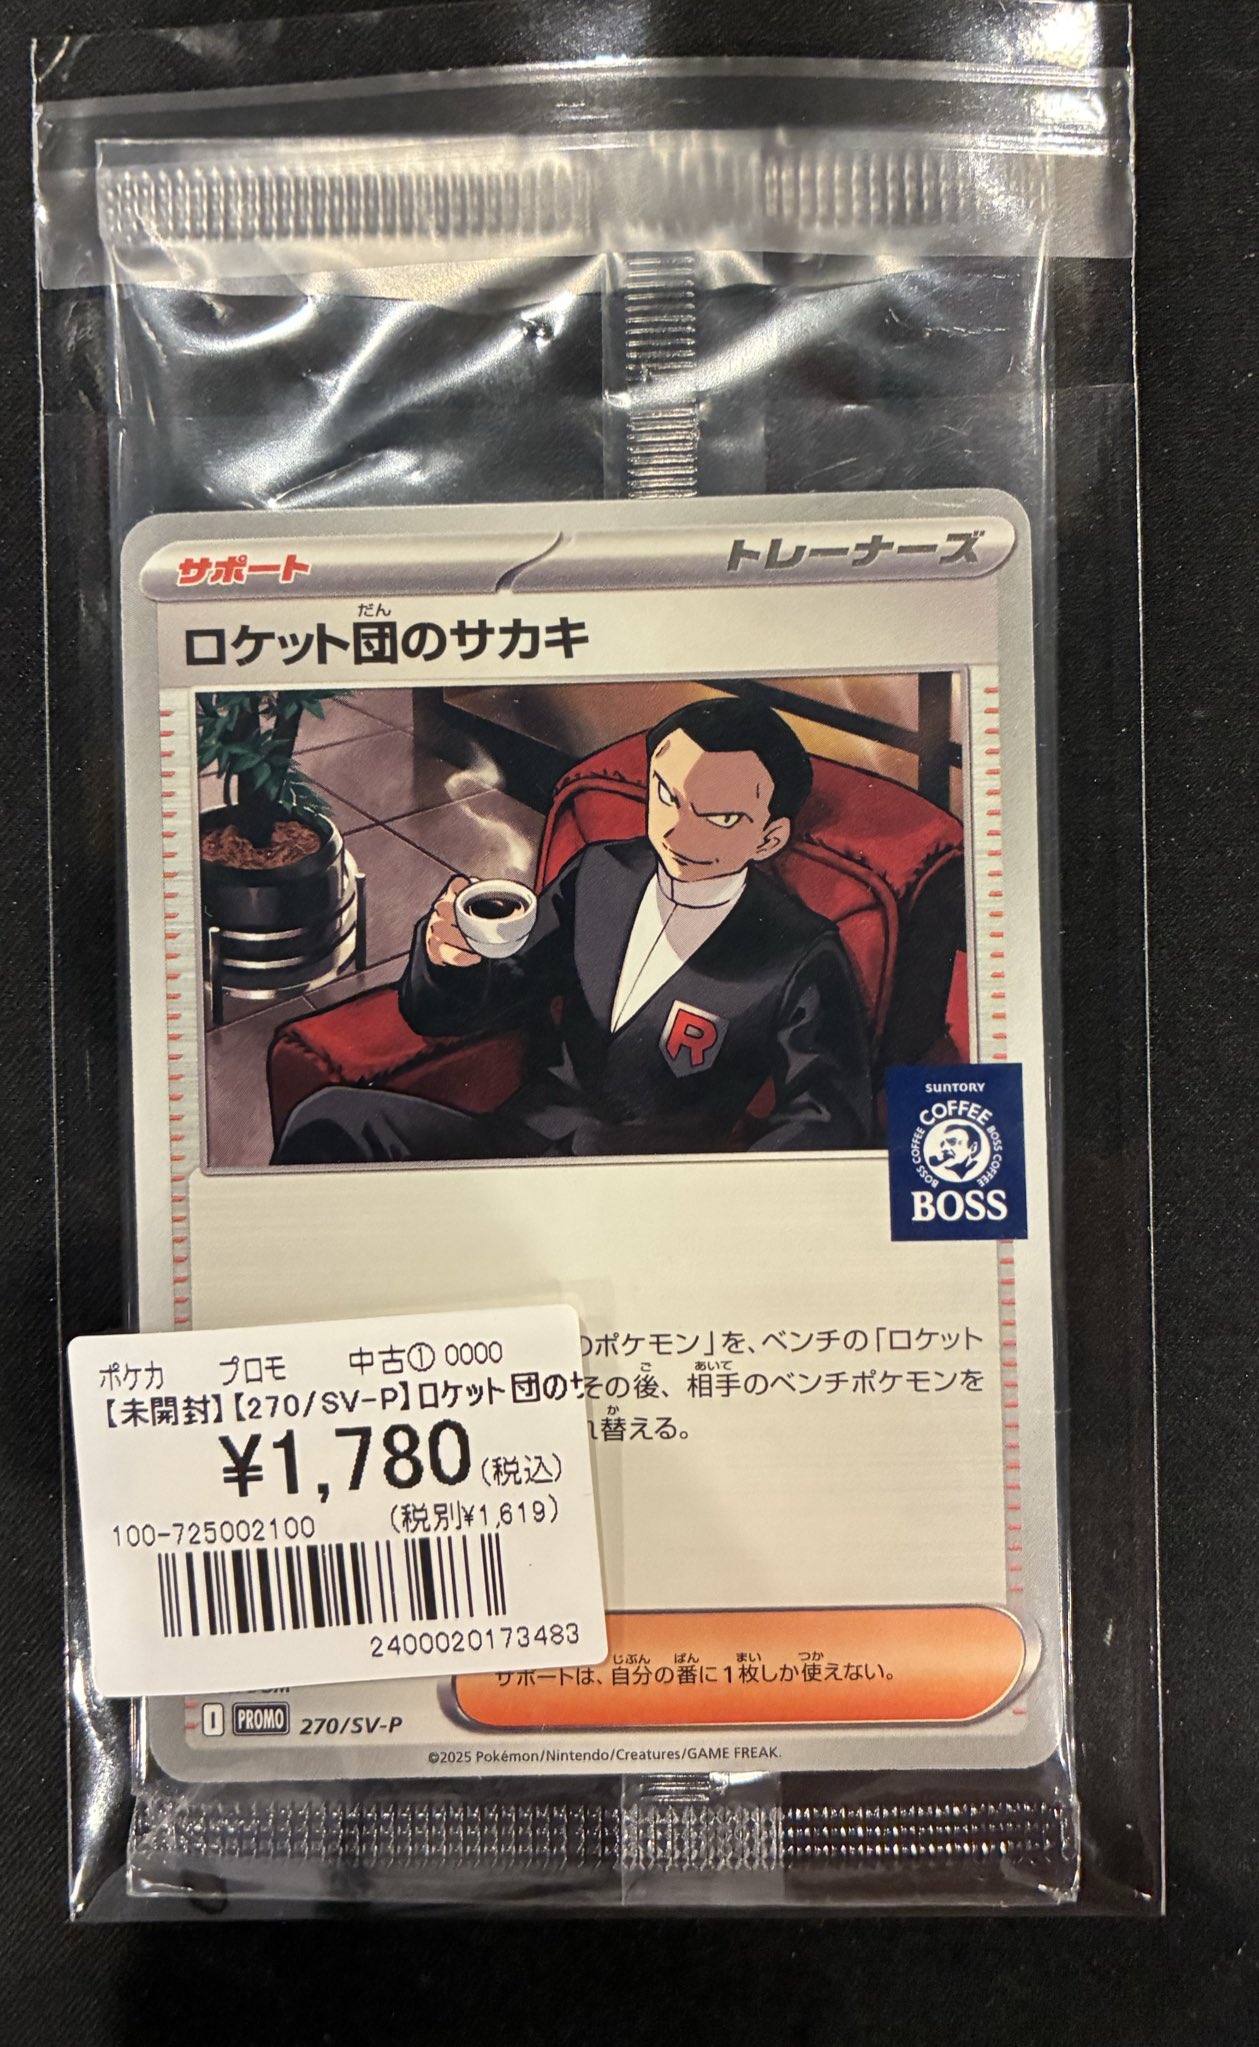 サポート
トレーナーズ
だん
ロケット団のサカキ
SUNTORY
COFFEE
BOSS COFFEE
BOSS COFFEE
BOSS
のポケモン」を、ベンチの「ロケット
ご あいて
その後、相手のベンチポケモンを
か
替える。
ポケカ プロモ 中古① 0000
【未開封】【270/SV-P】ロケット団の
¥1,780(税込)
100-725002100 (税別¥1,619)
2400020173483
じぶん ばん まい つか
サポートは、自分の番に1枚しか使えない。
I PROMO 270/SV-P
©2025 Pokémon/Nintendo/Creatures/GAME FREAK.